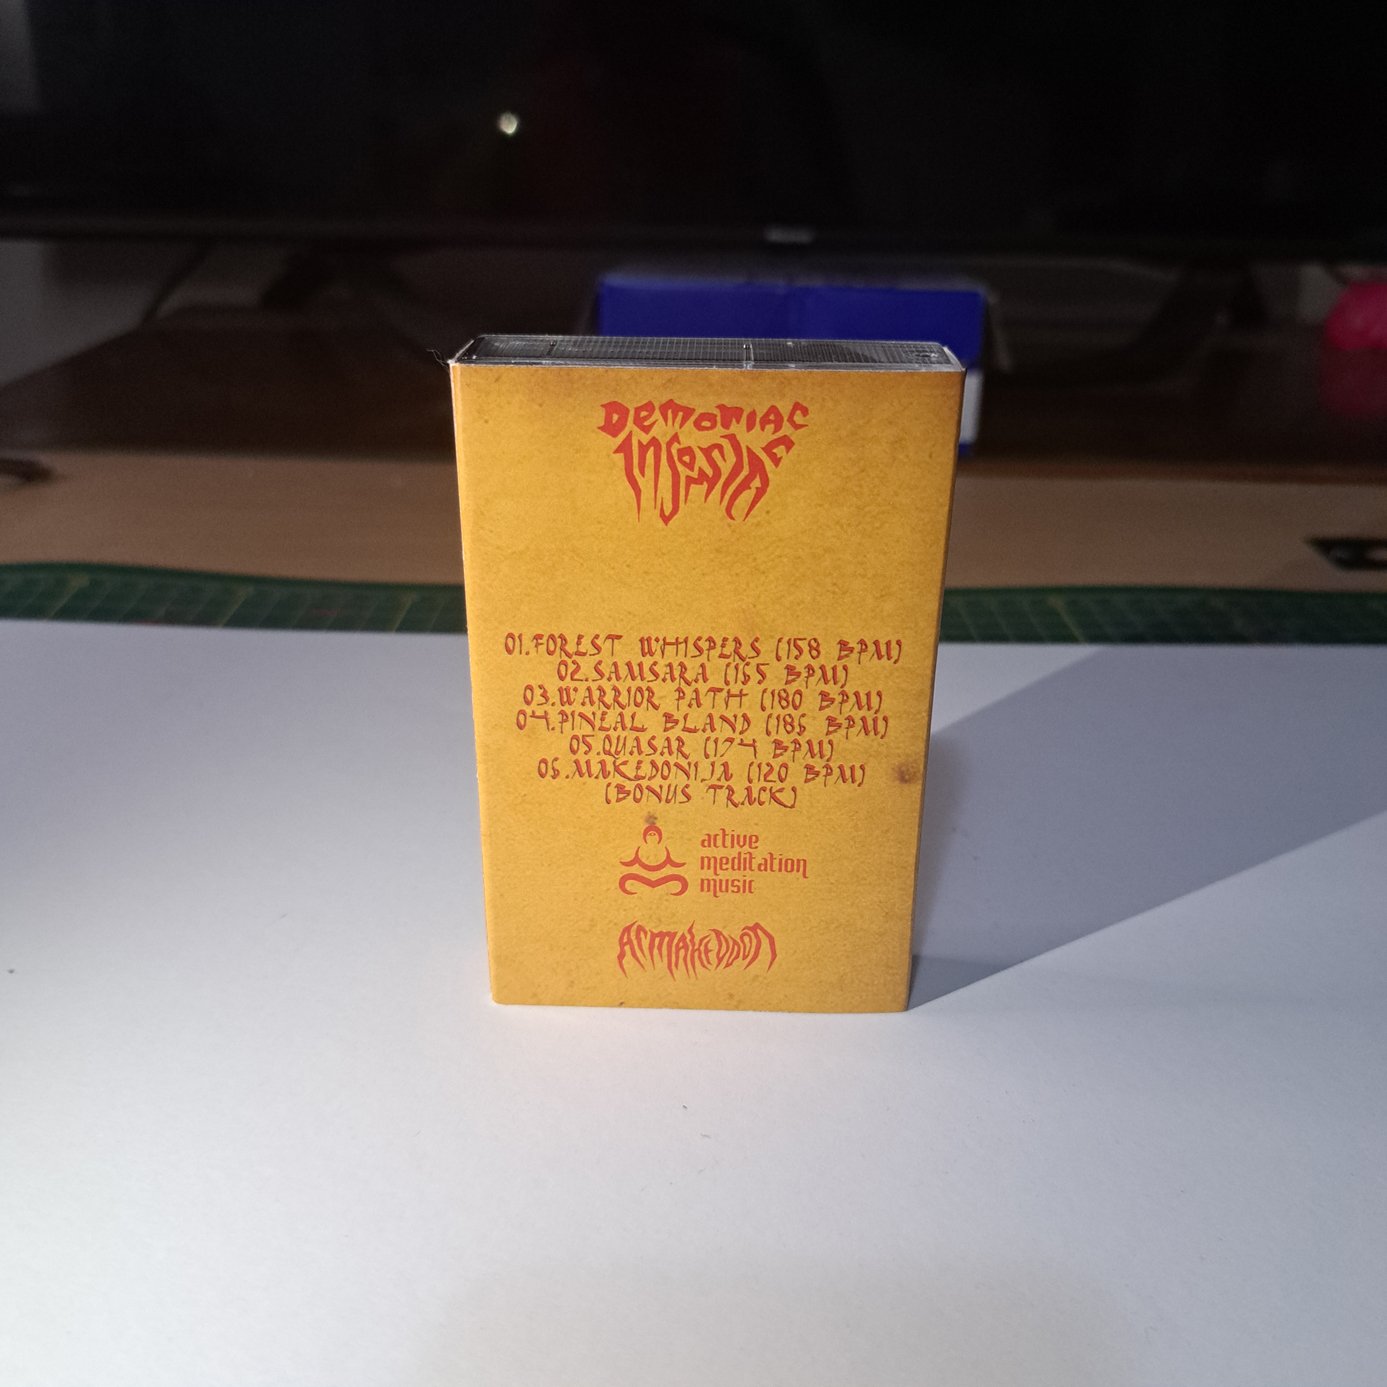 Demoniac
Insomniac
01.FOREST WHISPERS (158 BPM)
02.SAMSARA (165 BPM)
03.WARRIOR PATH (180 BPM)
04.PINEAL BLAND (186 BPM)
05.QUASAR (174 BPM)
06.MAKEDONIJA (120 BPM)
(BONUS TRACK)
active
meditation
music
Armakeddon